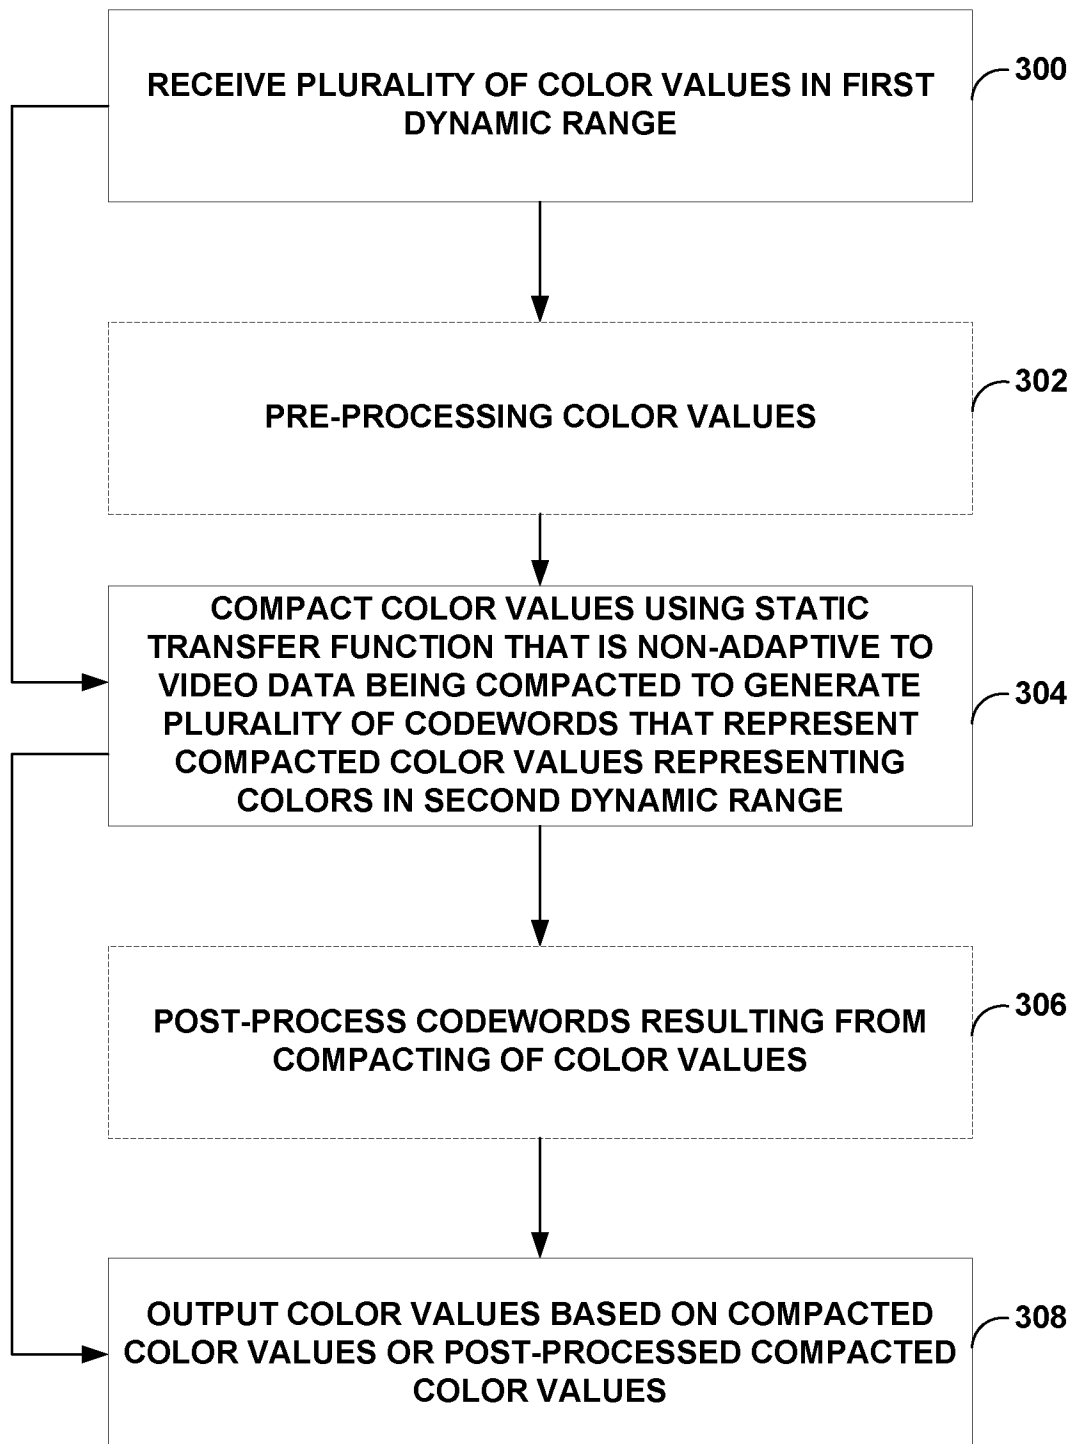 RECEIVE PLURALITY OF COLOR VALUES IN FIRST
DYNAMIC RANGE
300
PRE-PROCESSING COLOR VALUES
302
COMPACT COLOR VALUES USING STATIC
TRANSFER FUNCTION THAT IS NON-ADAPTIVE TO
VIDEO DATA BEING COMPACTED TO GENERATE
PLURALITY OF CODEWORDS THAT REPRESENT
COMPACTED COLOR VALUES REPRESENTING
COLORS IN SECOND DYNAMIC RANGE
304
POST-PROCESS CODEWORDS RESULTING FROM
COMPACTING OF COLOR VALUES
306
OUTPUT COLOR VALUES BASED ON COMPACTED
COLOR VALUES OR POST-PROCESSED COMPACTED
COLOR VALUES
308